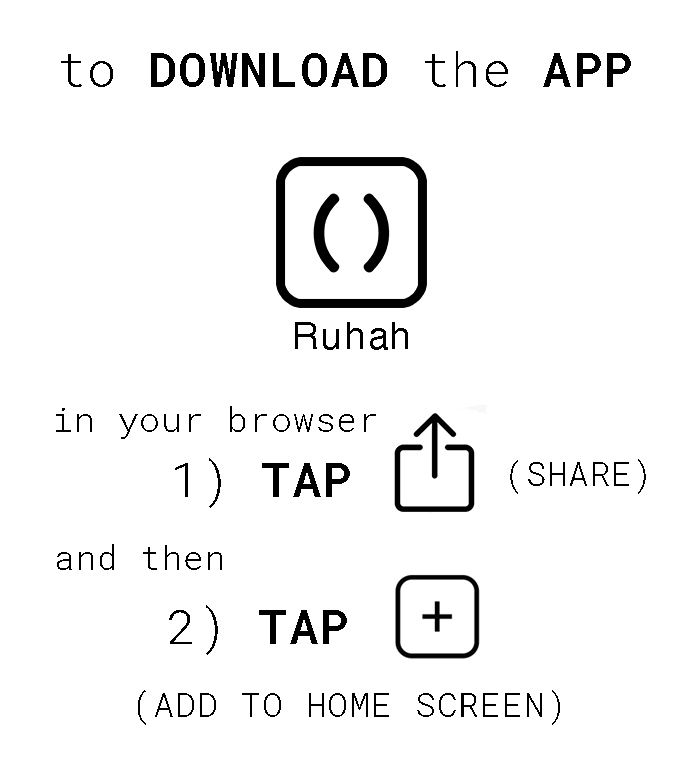 to DOWNLOAD the APP
()
Ruhah
in your browser
1) TAP (SHARE)
and then
2) TAP +
(ADD TO HOME SCREEN)